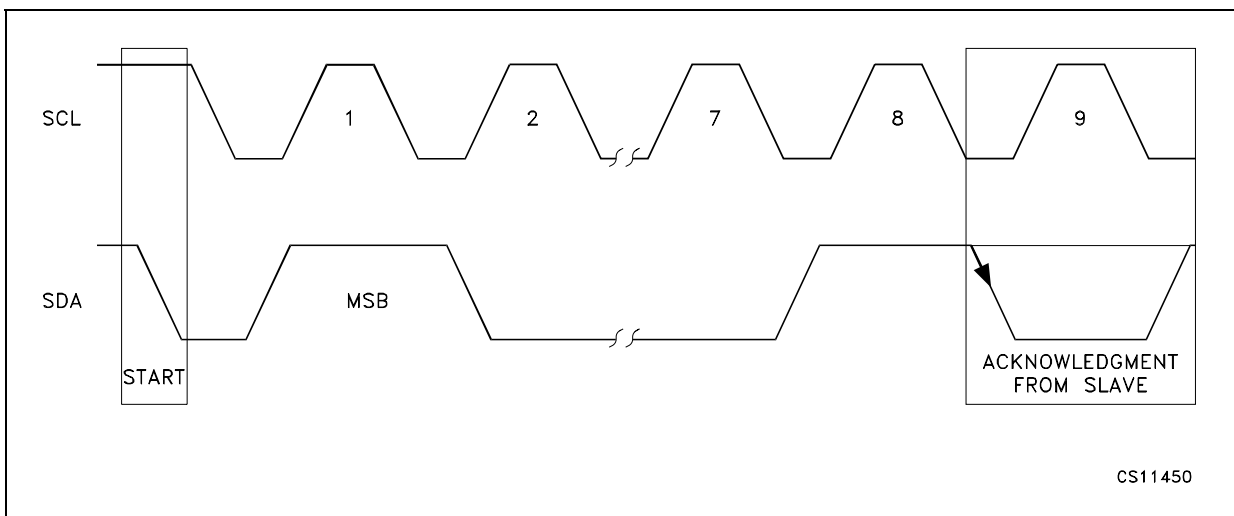 SCL
1
2
7
8
9
SDA
MSB
START
ACKNOWLEDGMENT
FROM SLAVE
CS11450